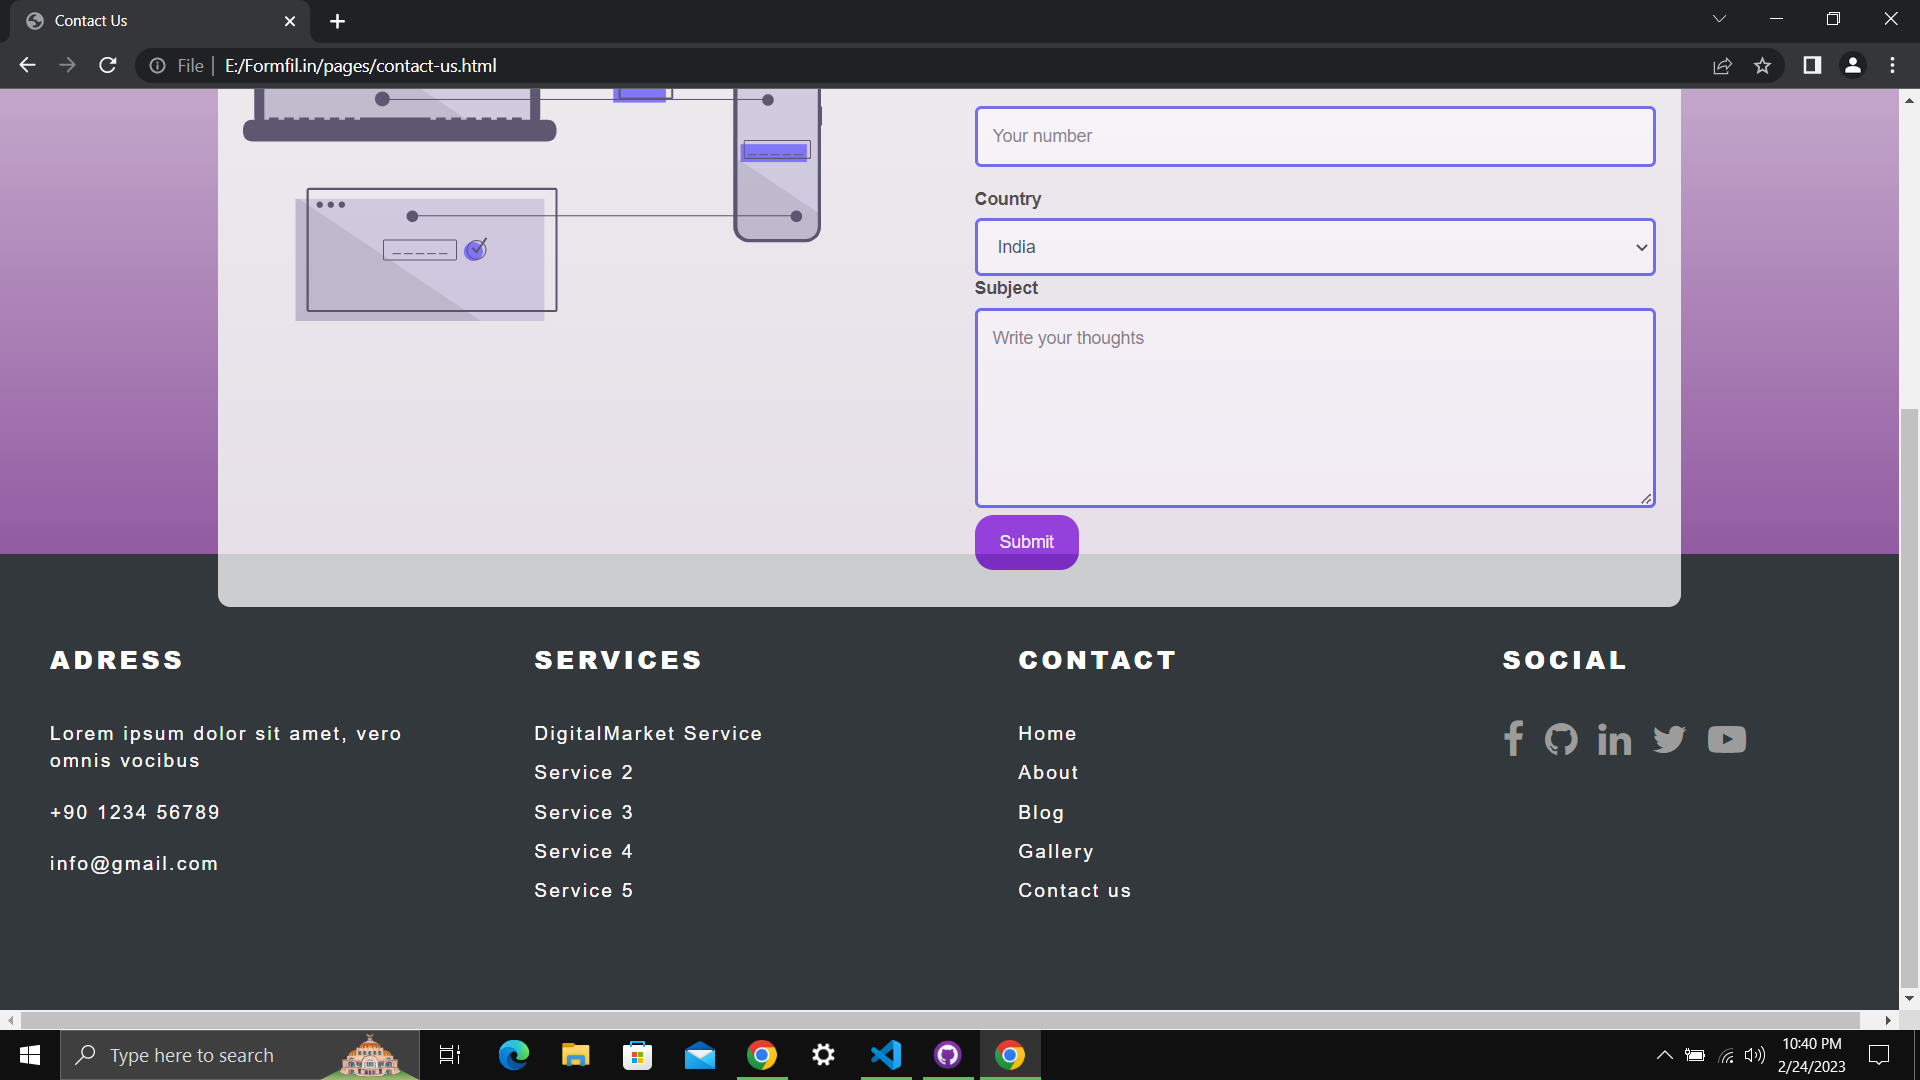 Contact Us
File
E:/Formfil.in/pages/contact-us.html
Your number
Country
India
Subject
Write your thoughts
Submit
ADRESS
Lorem ipsum dolor sit amet, vero
omnis vocibus
+90 1234 56789
info@gmail.com
SERVICES
DigitalMarket Service
Service 2
Service 3
Service 4
Service 5
CONTACT
Home
About
Blog
Gallery
Contact us
SOCIAL
Type here to search
10:40 PM
2/24/2023